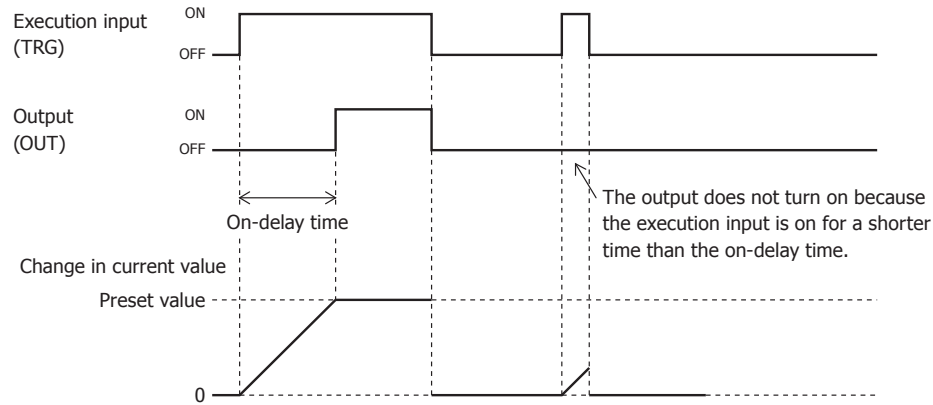 Execution input
(TRG)
ON
OFF
Output
(OUT)
ON
OFF
On-delay time
The output does not turn on because
the execution input is on for a shorter
time than the on-delay time.
Change in current value
Preset value
0